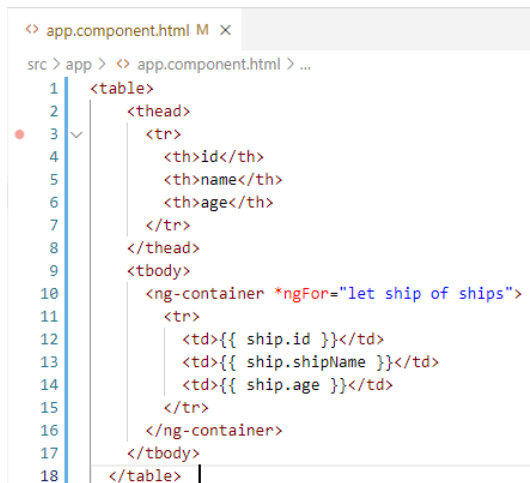 <> app.component.html M ×
src > app > <> app.component.html > ...
1 <table>
2 <thead>
3 <tr>
4 <th>id</th>
5 <th>name</th>
6 <th>age</th>
7 </tr>
8 </thead>
9 <tbody>
10 <ng-container *ngFor="let ship of ships">
11 <tr>
12 <td>{{ ship.id }}</td>
13 <td>{{ ship.shipName }}</td>
14 <td>{{ ship.age }}</td>
15 </tr>
16 </ng-container>
17 </tbody>
18 </table>